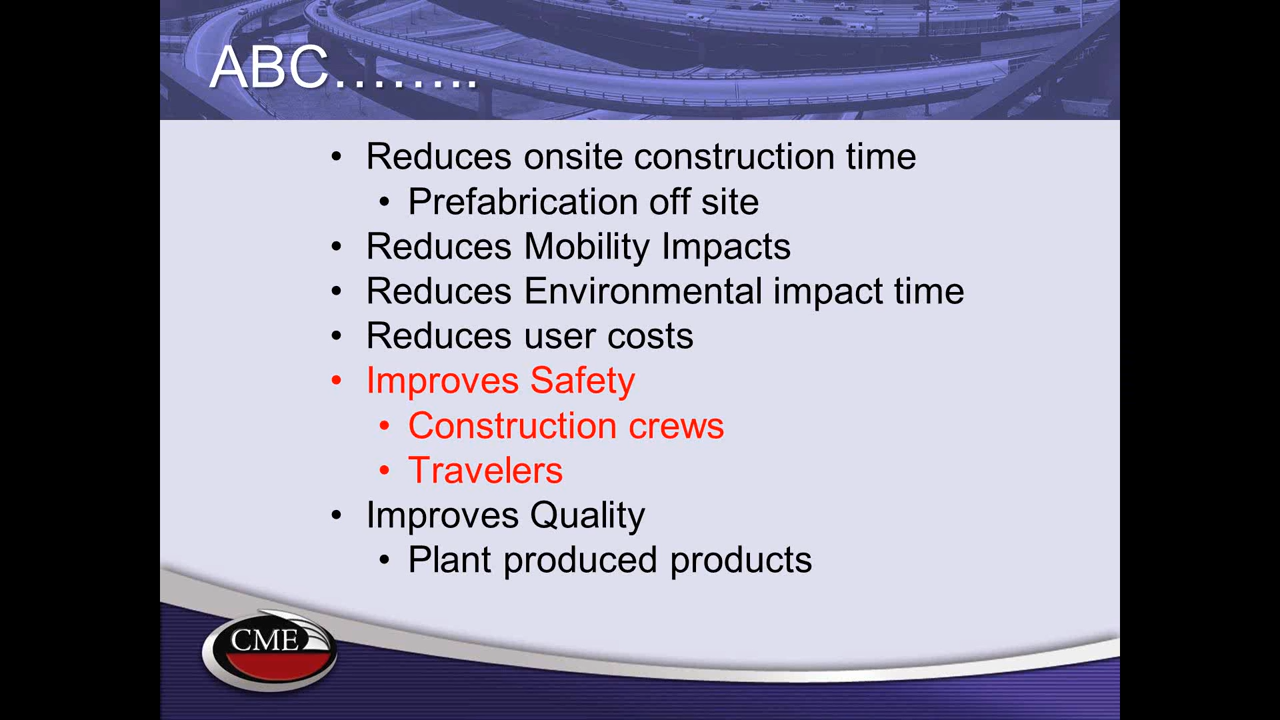 ABC……..
• Reduces onsite construction time
• Prefabrication off site
• Reduces Mobility Impacts
• Reduces Environmental impact time
• Reduces user costs
• Improves Safety
• Construction crews
• Travelers
• Improves Quality
• Plant produced products
CME